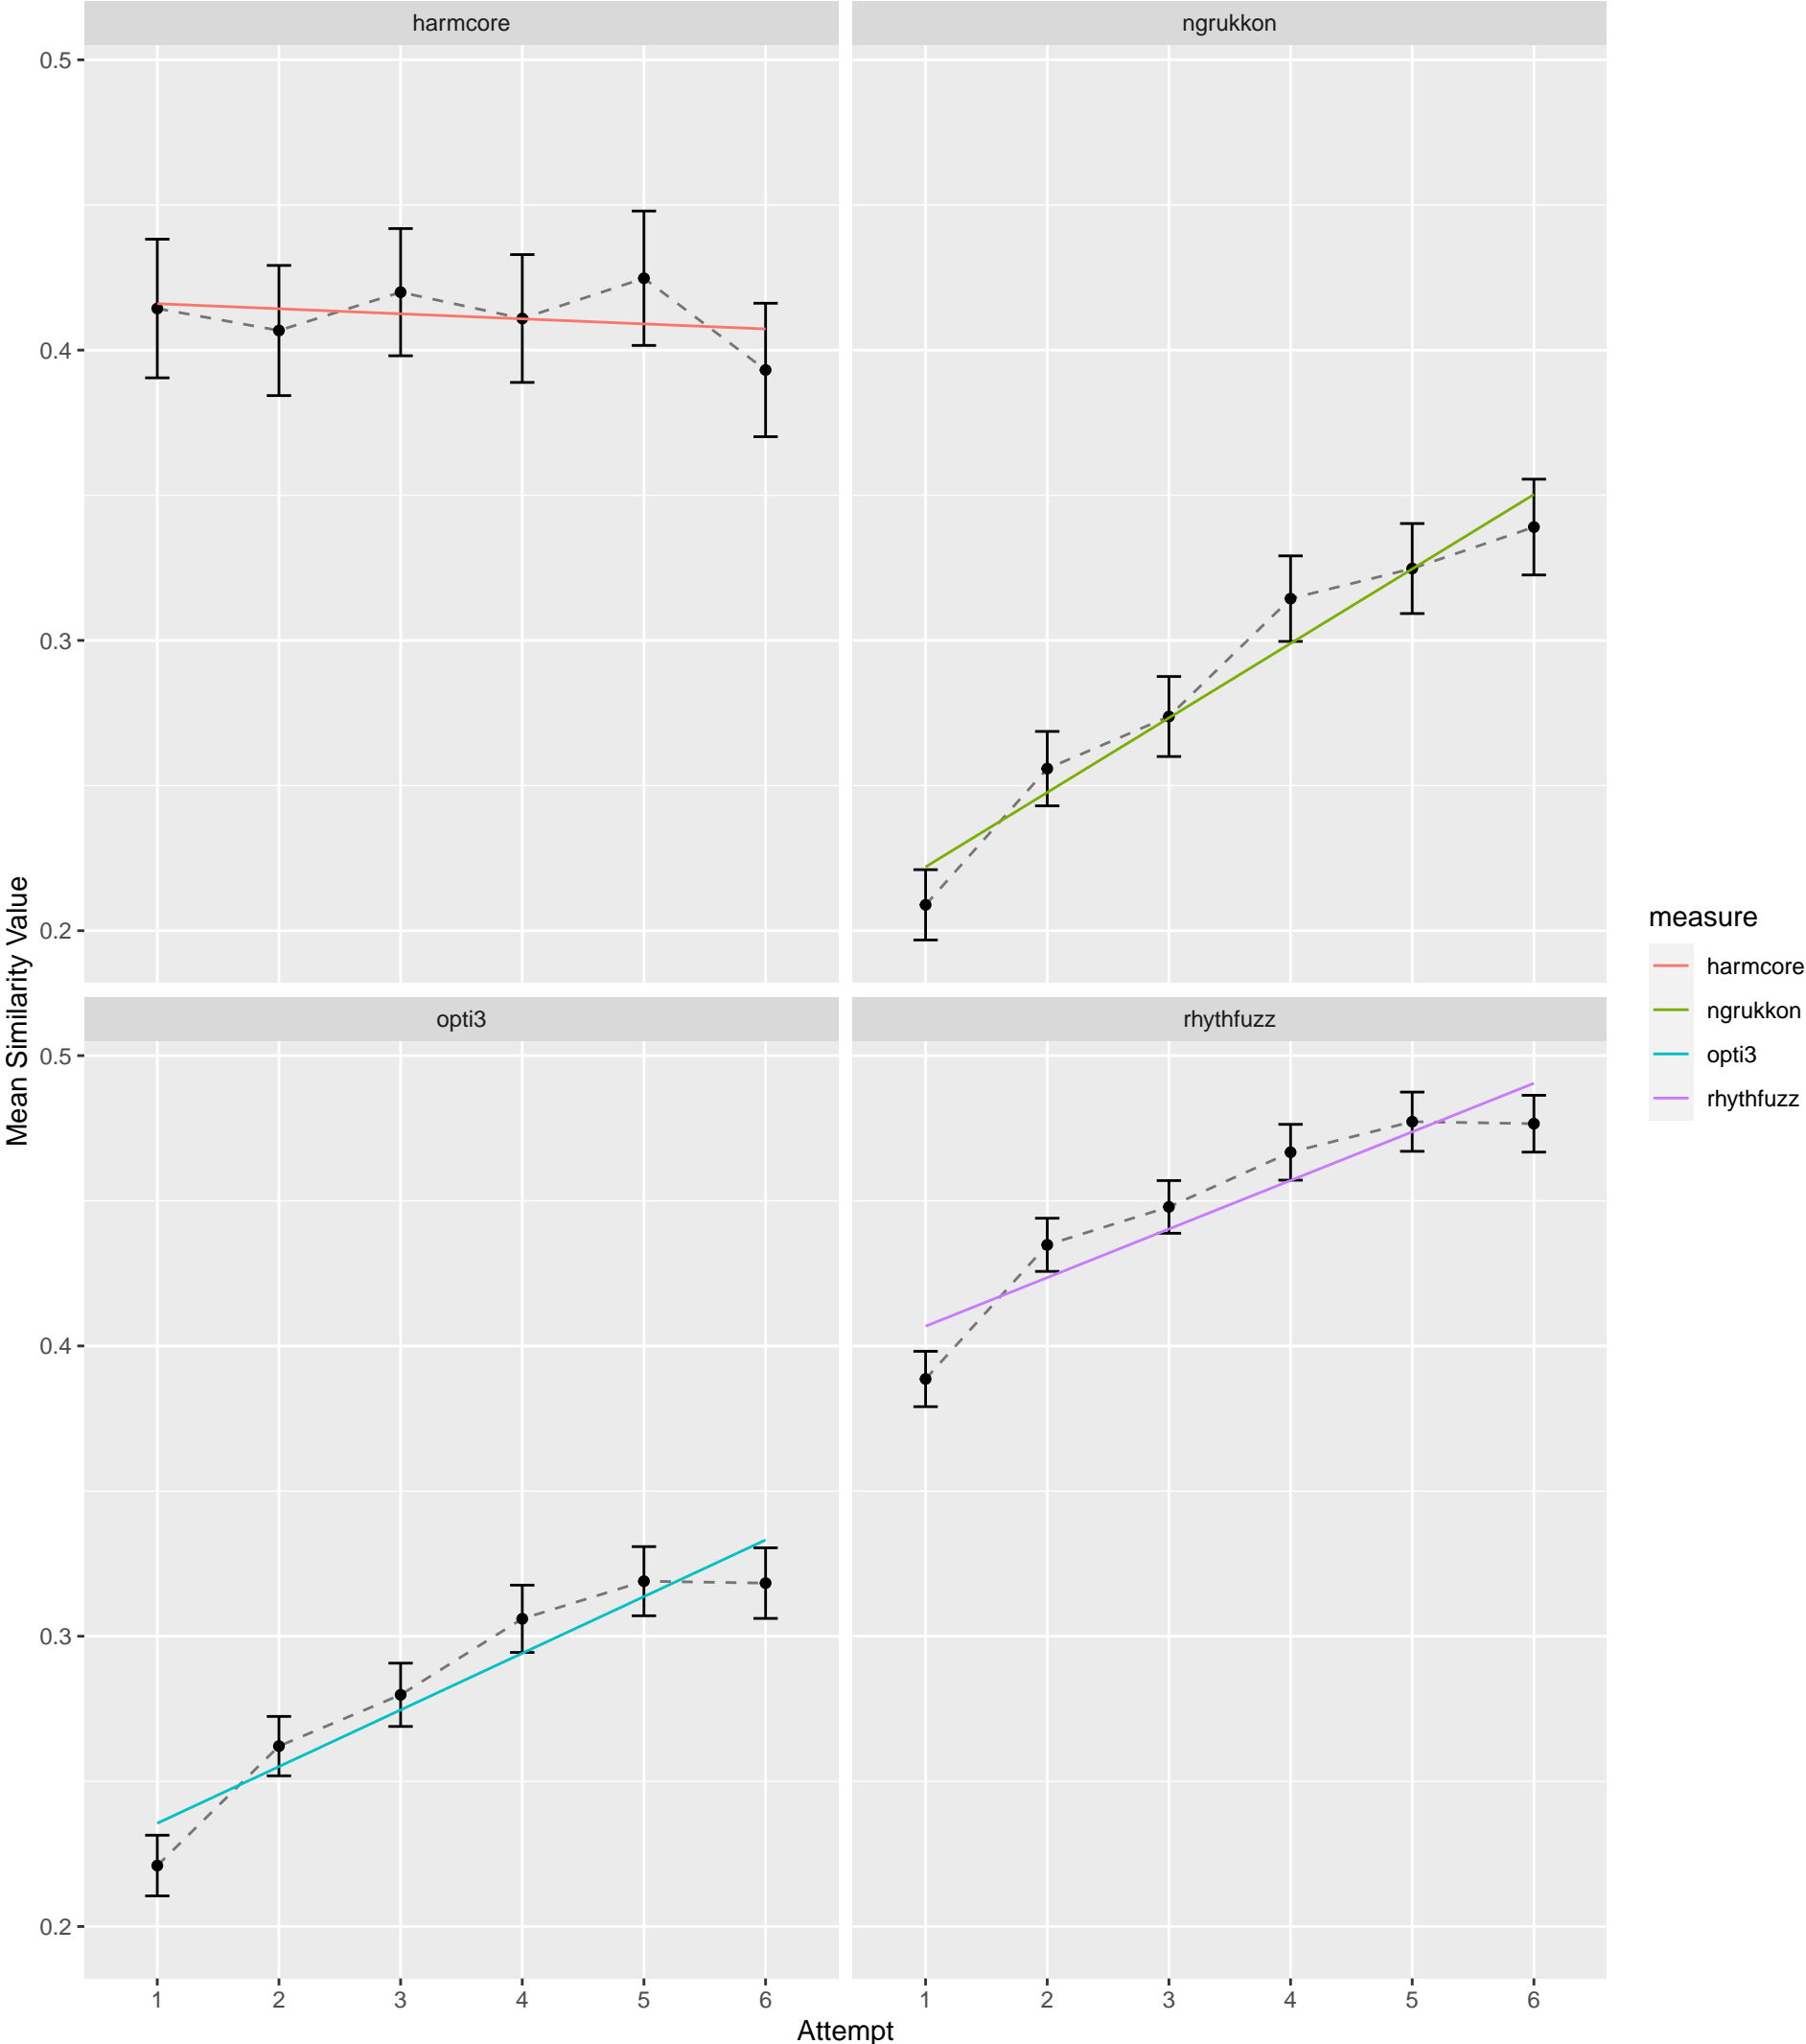 harmcore
ngrukkon
0.5
0.4
0.3
0.2
opti3
rhythfuzz
0.5
0.4
0.3
0.2
1 2 3 4 5 6
1 2 3 4 5 6
Attempt
Mean Similarity Value
measure
harmcore
ngrukkon
opti3
rhythfuzz